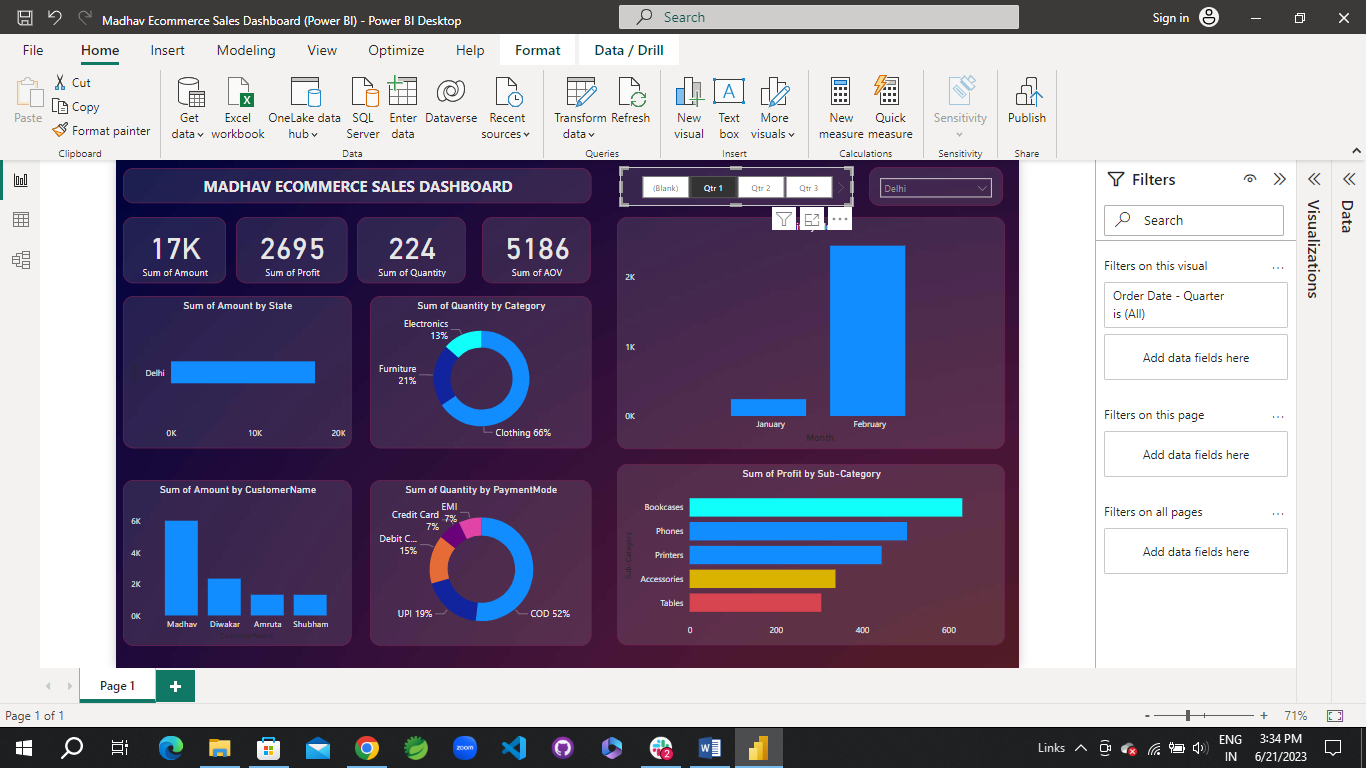 Madhav Ecommerce Sales Dashboard (Power BI) - Power BI Desktop
Search
Sign in
File Home Insert Modeling View Optimize Help Format Data / Drill
Paste
Cut
Copy
Format painter
Clipboard
Get data
Excel workbook
OneLake data hub
SQL Server
Enter data
Dataverse
Recent sources
Data
Transform data
Refresh
Queries
New visual
Text box
More visuals
Insert
New measure
Quick measure
Calculations
Sensitivity
Sensitivity
Publish
Share
MADHAV ECOMMERCE SALES DASHBOARD
(Blank) Qtr 1 Qtr 2 Qtr 3
Delhi
17K
Sum of Amount
2695
Sum of Profit
224
Sum of Quantity
5186
Sum of AOV
Sum of Amount by State
Delhi
0K 10K 20K
Sum of Quantity by Category
Electronics
13%
Furniture
21%
Clothing 66%
2K
1K
0K
January February
Month
Sum of Amount by CustomerName
6K
4K
2K
0K
Madhav Diwakar Amruta Shubham
CustomerName
Sum of Quantity by PaymentMode
EMI
7%
Credit Card
7%
Debit C...
15%
UPI 19%
COD 52%
Sum of Profit by Sub-Category
Sub-Category
Bookcases
Phones
Printers
Accessories
Tables
0 200 400 600
Filters
Search
Filters on this visual
Order Date - Quarter
is (All)
Add data fields here
Filters on this page
Add data fields here
Filters on all pages
Add data fields here
Visualizations
Data
Page 1
Page 1 of 1
71%
zoom
2
Links
ENG
IN
3:34 PM
6/21/2023